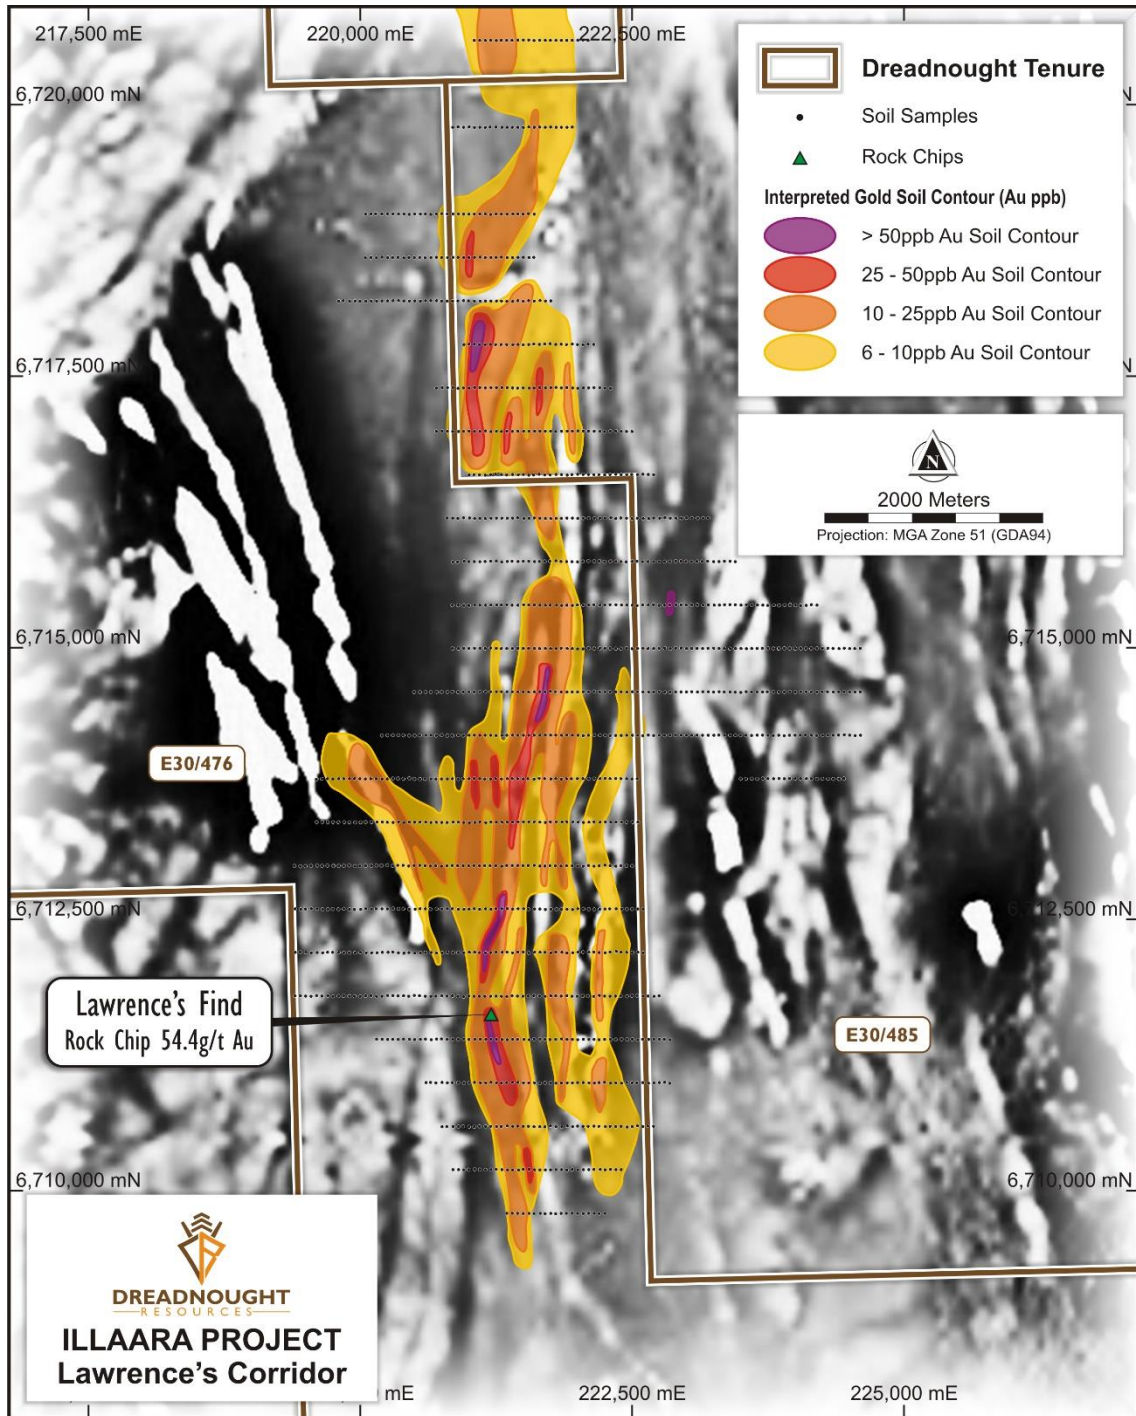 217,500 mE
220,000 mE
222,500 mE
6,720,000 mN
N
Dreadnought Tenure
Soil Samples
Rock Chips
Interpreted Gold Soil Contour (Au ppb)
> 50ppb Au Soil Contour
25 - 50ppb Au Soil Contour
10 - 25ppb Au Soil Contour
6 - 10ppb Au Soil Contour
6,717,500 mN
N
N
2000 Meters
Projection: MGA Zone 51 (GDA94)
6,715,000 mN
6,715,000 mN
E30/476
6,712,500 mN
6,712,500 mN
Lawrence's Find
Rock Chip 54.4g/t Au
E30/485
6,710,000 mN
6,710,000 mN
DREADNOUGHT
RESOURCES
ILLAARA PROJECT
Lawrence's Corridor
mE
222,500 mE
225,000 mE